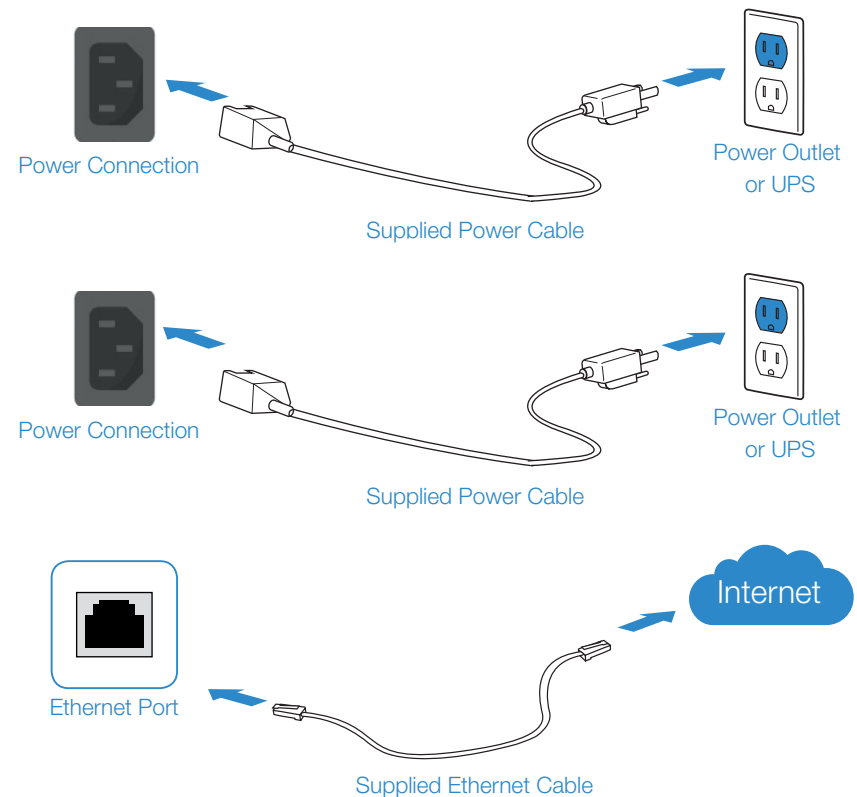 Power Connection
Power Outlet
or UPS
Supplied Power Cable
Power Connection
Power Outlet
or UPS
Supplied Power Cable
Internet
Ethernet Port
Supplied Ethernet Cable